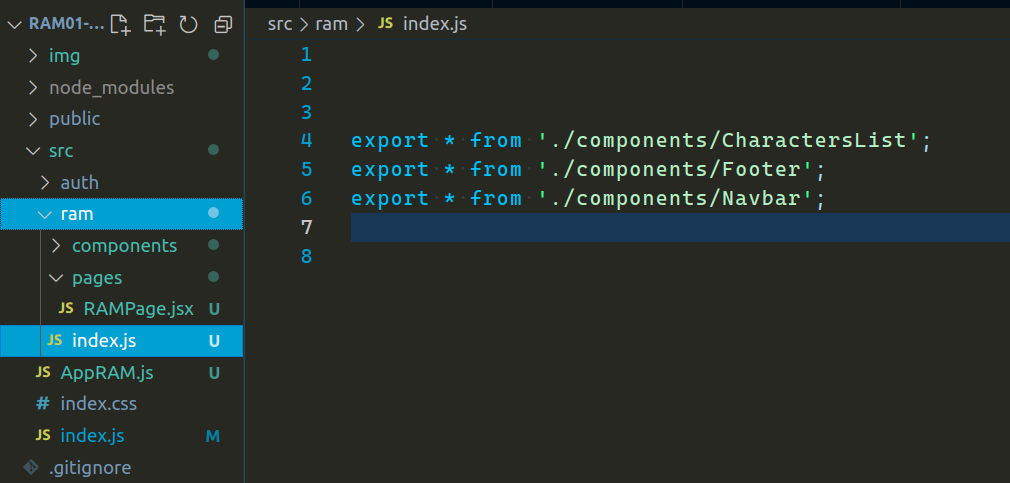 RAM01-...
img
node_modules
public
src
auth
ram
components
pages
JS RAMPage.jsx U
JS index.js U
JS AppRAM.js U
# index.css
JS index.js M
.gitignore
src > ram > JS index.js
1
2
3
4 export * from './components/CharactersList';
5 export * from './components/Footer';
6 export * from './components/Navbar';
7
8